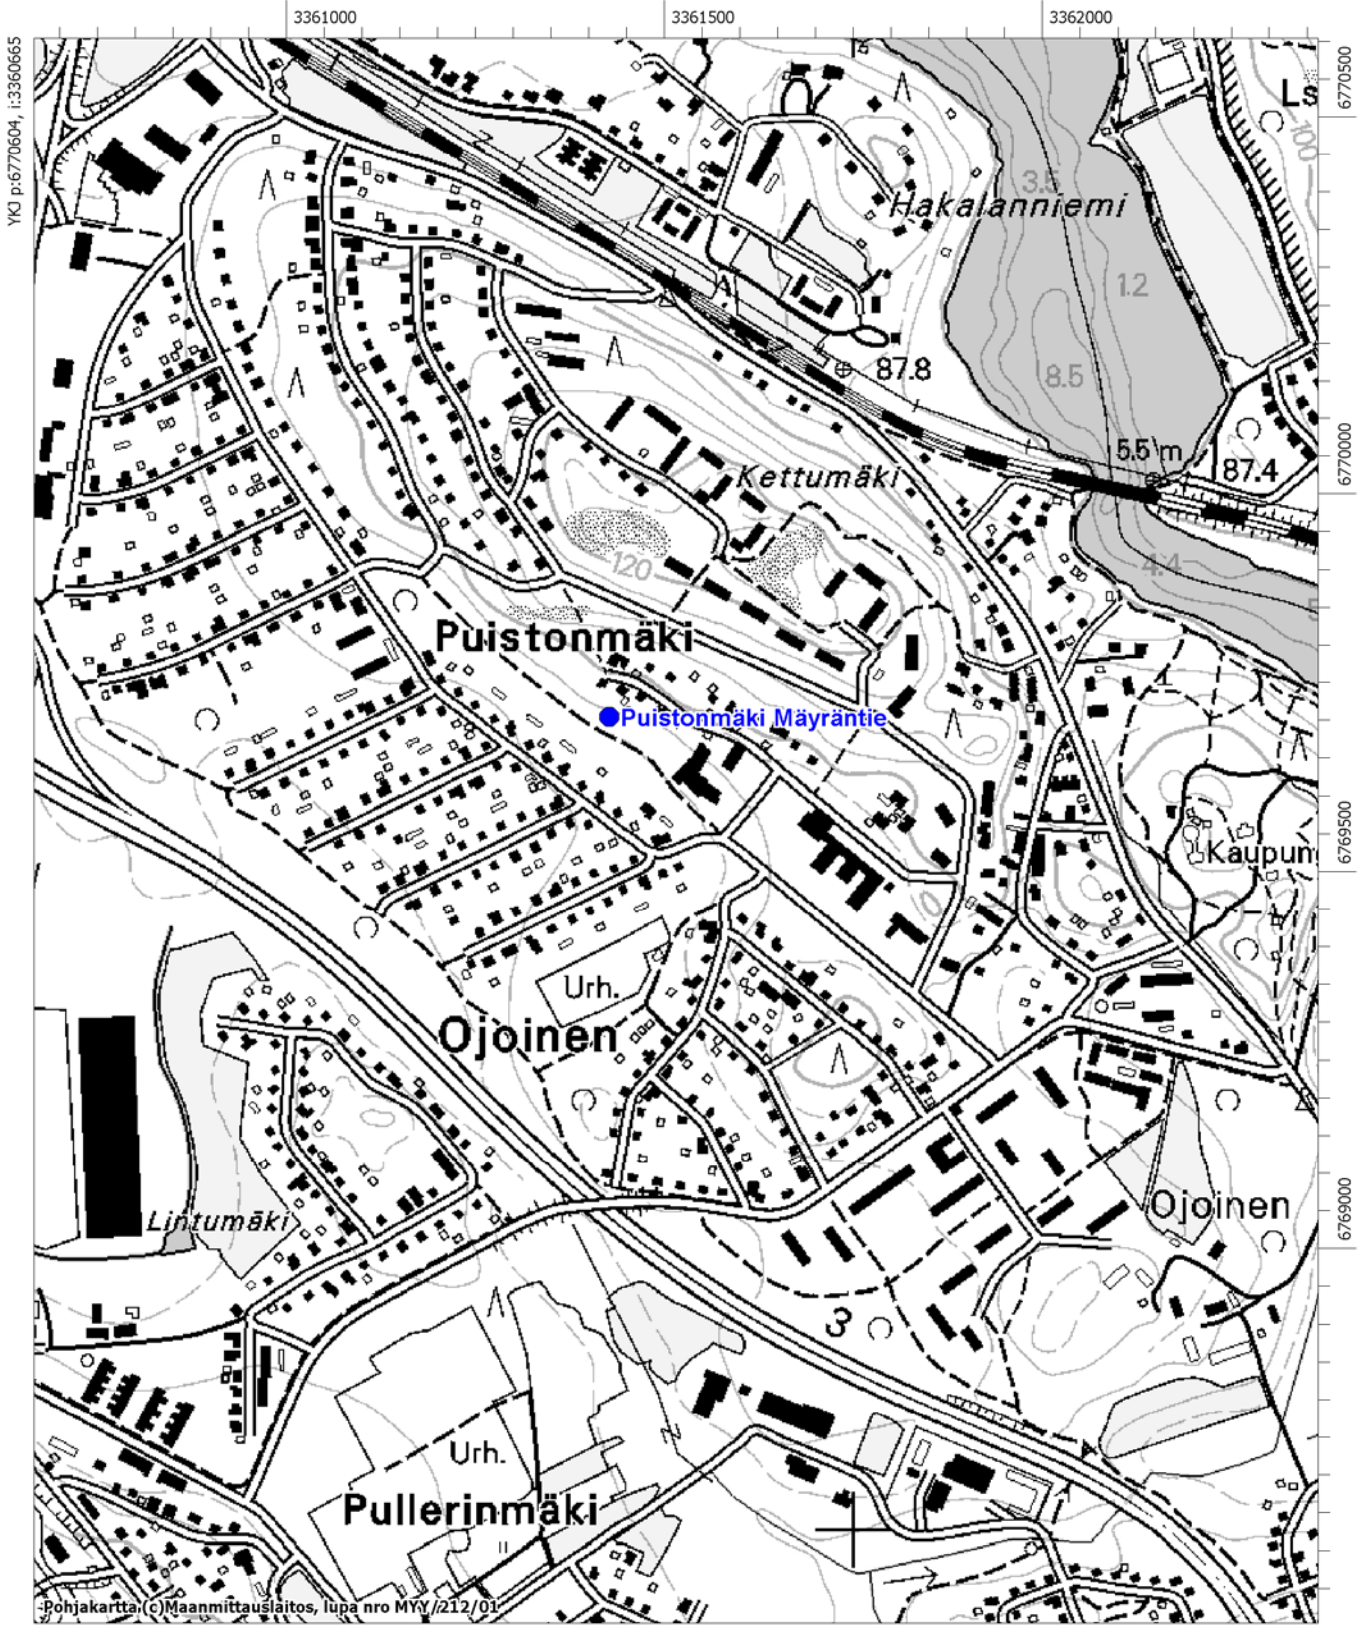 3361000
3361500
3362000
YKJ p:6770604, i:3360665
6770500
Ls
100
3.5
Hakalanniemi
1.2
87.8
8.5
5.5 m
6770000
Kettumäki
87.4
120
4.4
5
Puistonmäki
Puistonmäki Mäyräntie
6769500
Kaupun
Urh.
Ojoinen
Lintumäki
Ojoinen
6769000
3
Urh.
Pullerinmäki
Pohjakartta (c)Maanmittauslaitos, lupa nro MYY/212/01